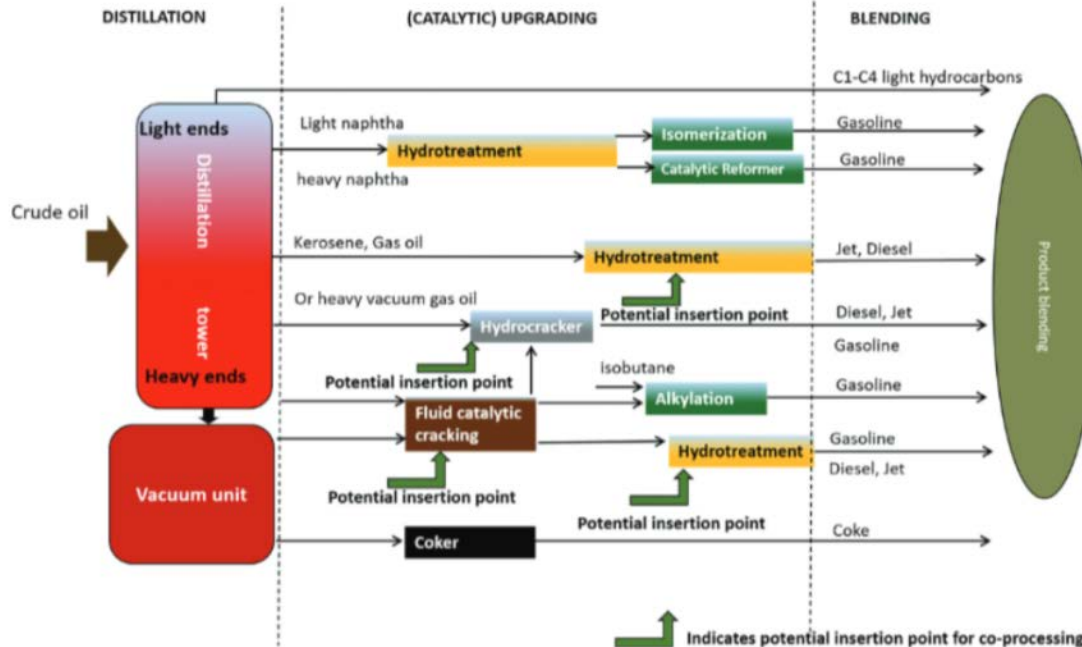 DISTILLATION
(CATALYTIC) UPGRADING
BLENDING
C1-C4 light hydrocarbons
Light ends
Light naphtha
Hydrotreatment
heavy naphtha
Isomerization
Catalytic Reformer
Gasoline
Gasoline
Distillation tower
Crude oil
Kerosene, Gas oil
Hydrotreatment
Jet, Diesel
Potential insertion point
Or heavy vacuum gas oil
Hydrocracker
Diesel, Jet
Gasoline
Potential insertion point
Heavy ends
isobutane
Alkylation
Gasoline
Fluid catalytic
cracking
Hydrotreatment
Gasoline
Diesel, Jet
Potential insertion point
Potential insertion point
Vacuum unit
Coker
Coke
Product blending
Indicates potential insertion point for co-processing